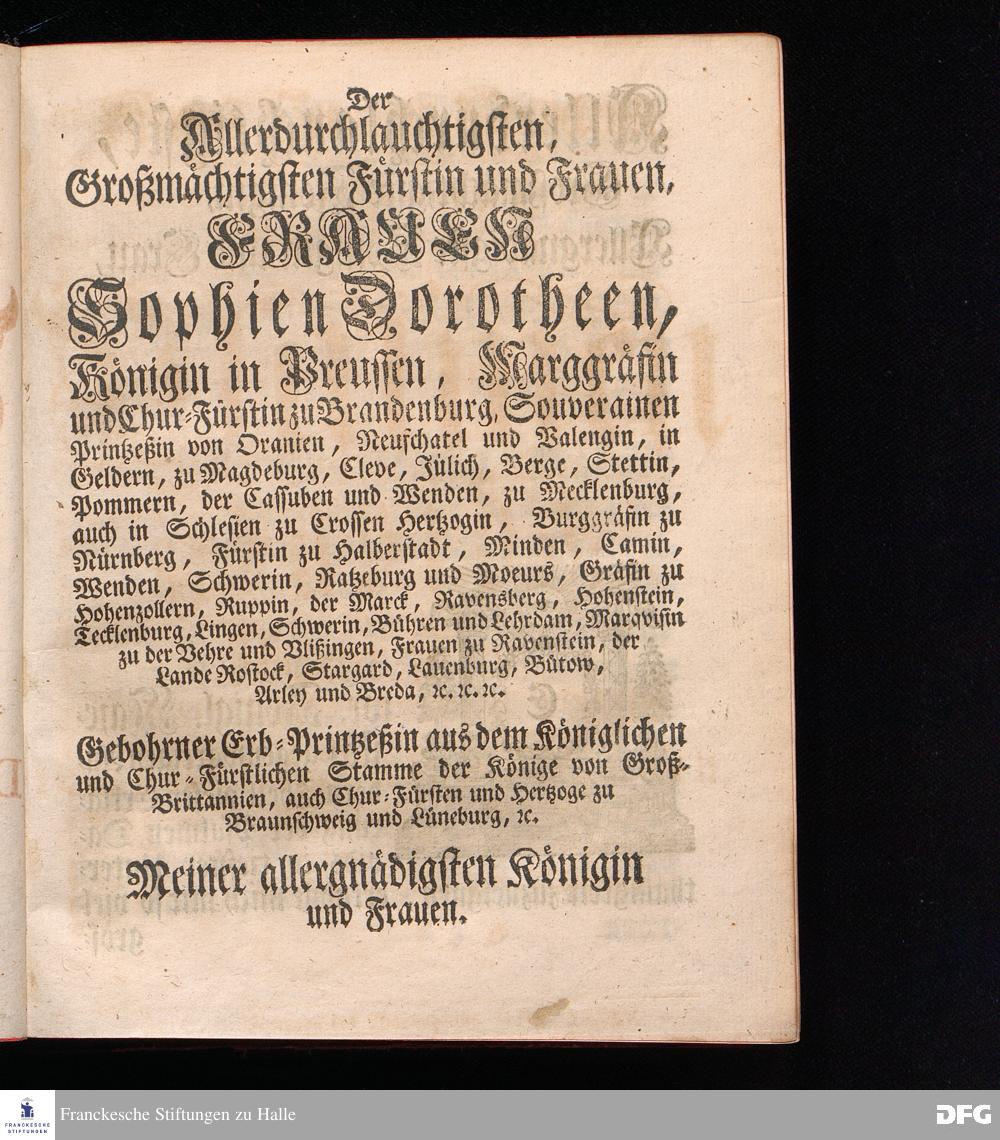 Der
Allerdurchlauchtigsten,
Großmächtigsten Fürstin und Frauen,
FRAUEN
Sophien Dorotheen,
Königin in Preussen, Marggräfin
und Chur-Fürstin zu Brandenburg, Souverainen
Printzeßin von Oranien, Neufchatel und Valengin, in
Geldern, zu Magdeburg, Cleve, Jülich, Berge, Stettin,
Pommern, der Cassuben und Wenden, zu Mecklenburg,
auch in Schlesien zu Crossen Hertzogin, Burggräfin zu
Nürnberg, Fürstin zu Halberstadt, Minden, Camin,
Wenden, Schwerin, Ratzeburg und Moeurs, Gräfin zu
Hohenzollern, Ruppin, der Marck, Ravensberg, Hohenstein,
Tecklenburg, Lingen, Schwerin, Bühren und Lehrdam, Marqvisin
zu der Vehre und Vlißingen, Frauen zu Ravenstein, der
Lande Rostock, Stargard, Lauenburg, Bütow,
Arley und Breda, ꝛc. ꝛc. ꝛc.
Gebohrner Erb-Printzeßin aus dem Königlichen
und Chur-Fürstlichen Stamme der Könige von Groß-
Brittannien, auch Chur-Fürsten und Hertzoge zu
Braunschweig und Lüneburg, ꝛc.
Meiner allergnädigsten Königin
und Frauen.
FRANCKESCHE
STIFTUNGEN
Franckesche Stiftungen zu Halle
DFG